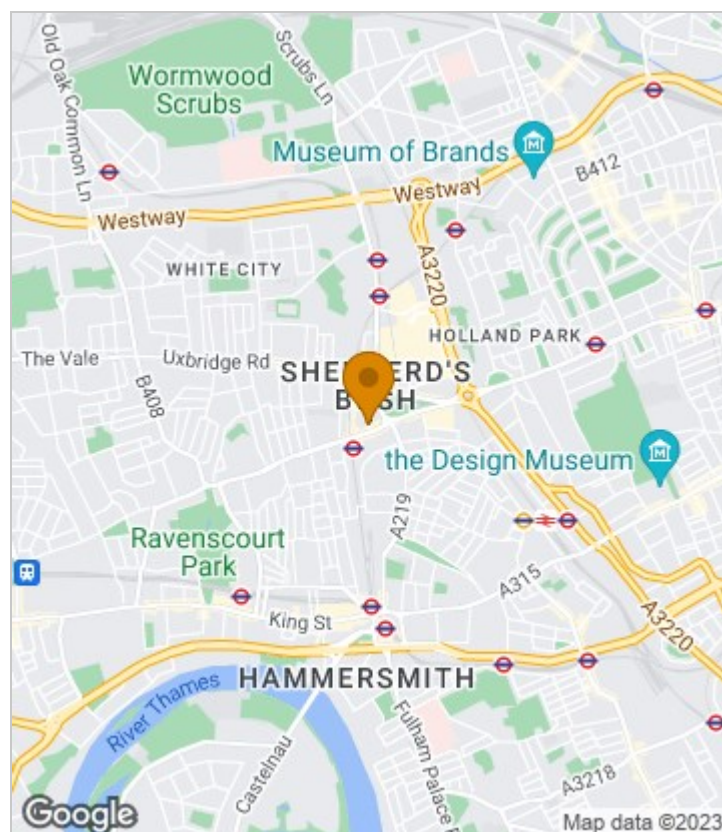 Old Oak Common Ln
Scrubs Ln
Wormwood
Scrubs
Museum of Brands
B412
Westway
Westway
A3220
WHITE CITY
HOLLAND PARK
The Vale
Uxbridge Rd
B408
SHEPHERD'S
BUSH
the Design Museum
A219
Ravenscourt
Park
A315
King St
A3220
HAMMERSMITH
River Thames
Castelnau
Fulham Palace R
A3218
Google
Map data ©2023